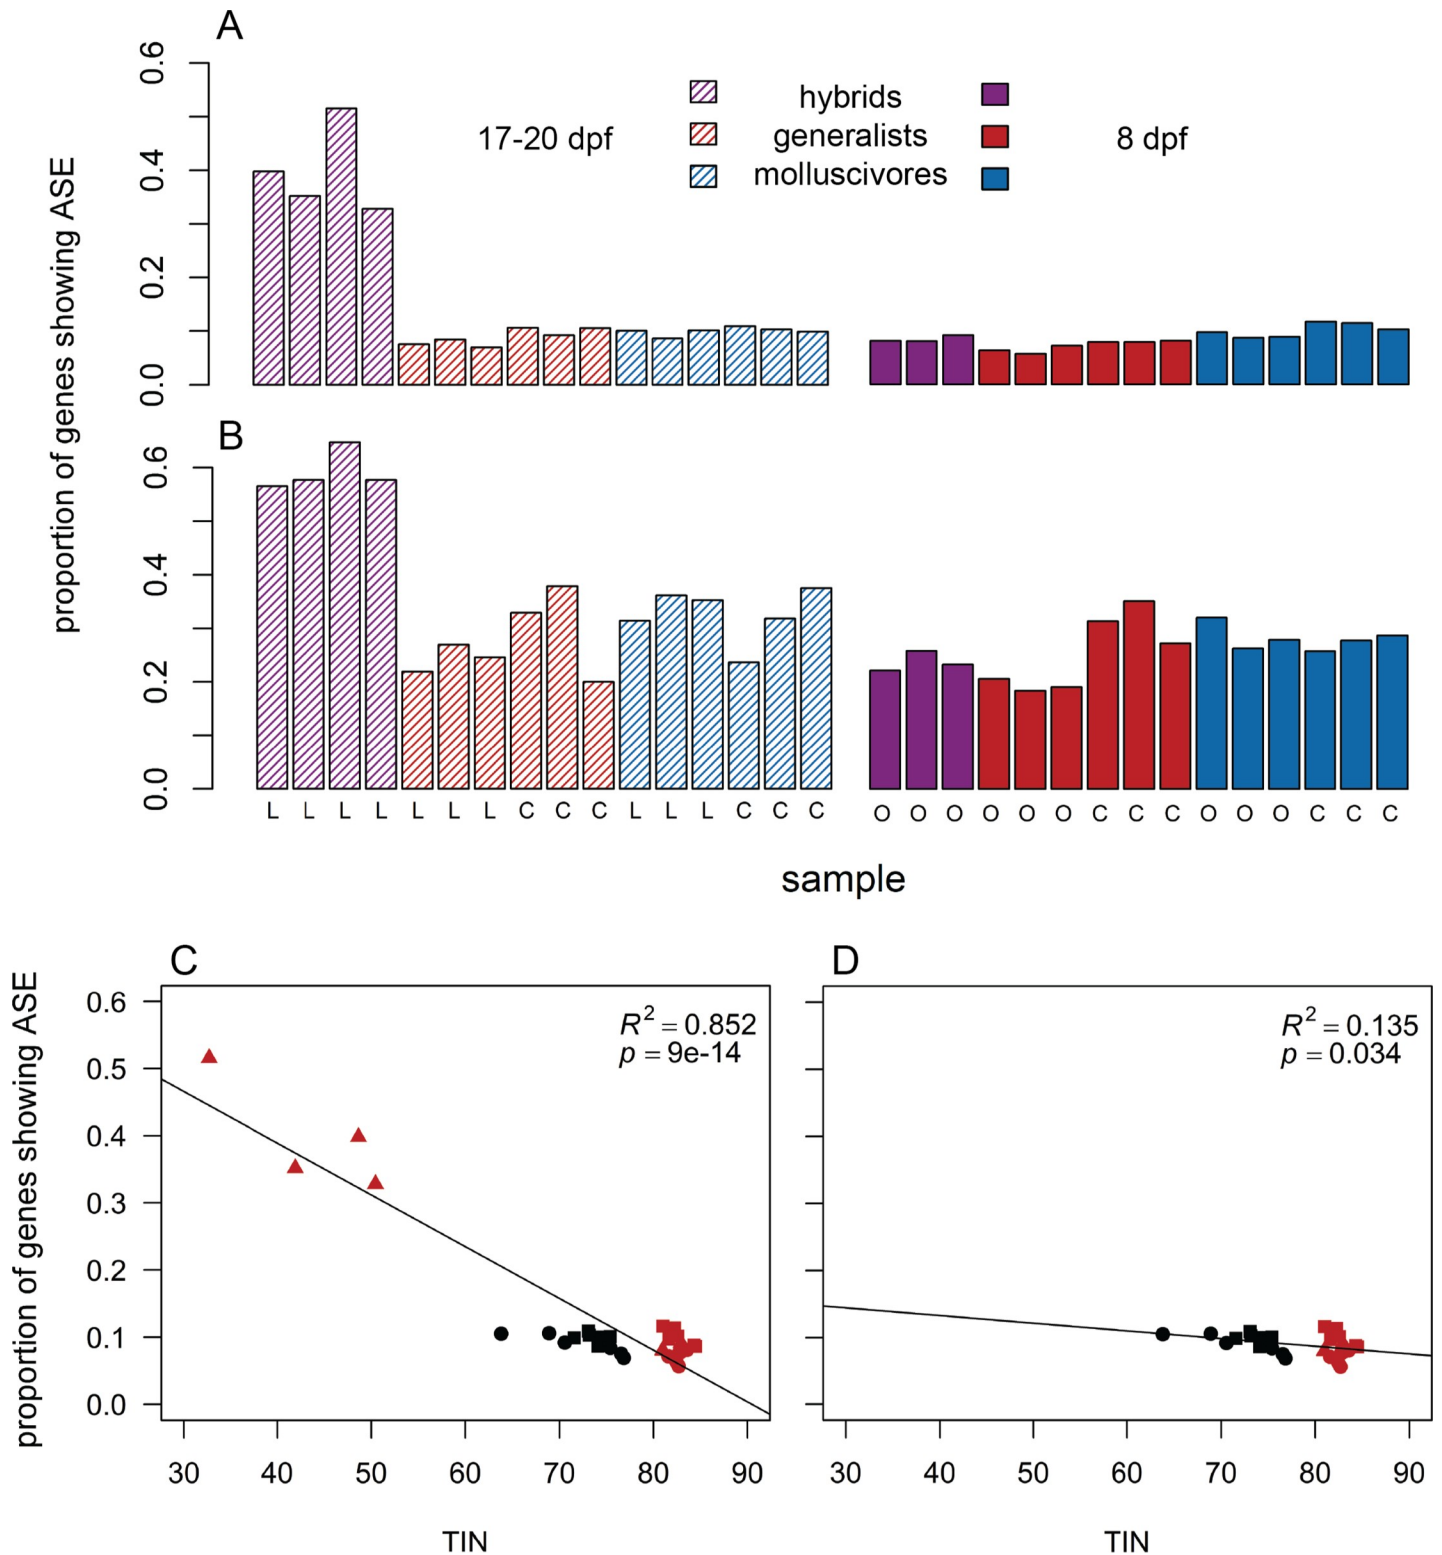 A
0.6
0.4
0.2
0.0
proportion of genes showing ASE
17-20 dpf
hybrids
generalists
molluscivores
8 dpf
B
0.6
0.4
0.2
0.0
L L L L L L L C C C L L L C C C O O O O O O C C C O O O C C C
sample
C
proportion of genes showing ASE
0.6
0.5
0.4
0.3
0.2
0.1
0.0
R² = 0.852
p = 9e-14
30 40 50 60 70 80 90
TIN
D
R² = 0.135
p = 0.034
30 40 50 60 70 80 90
TIN